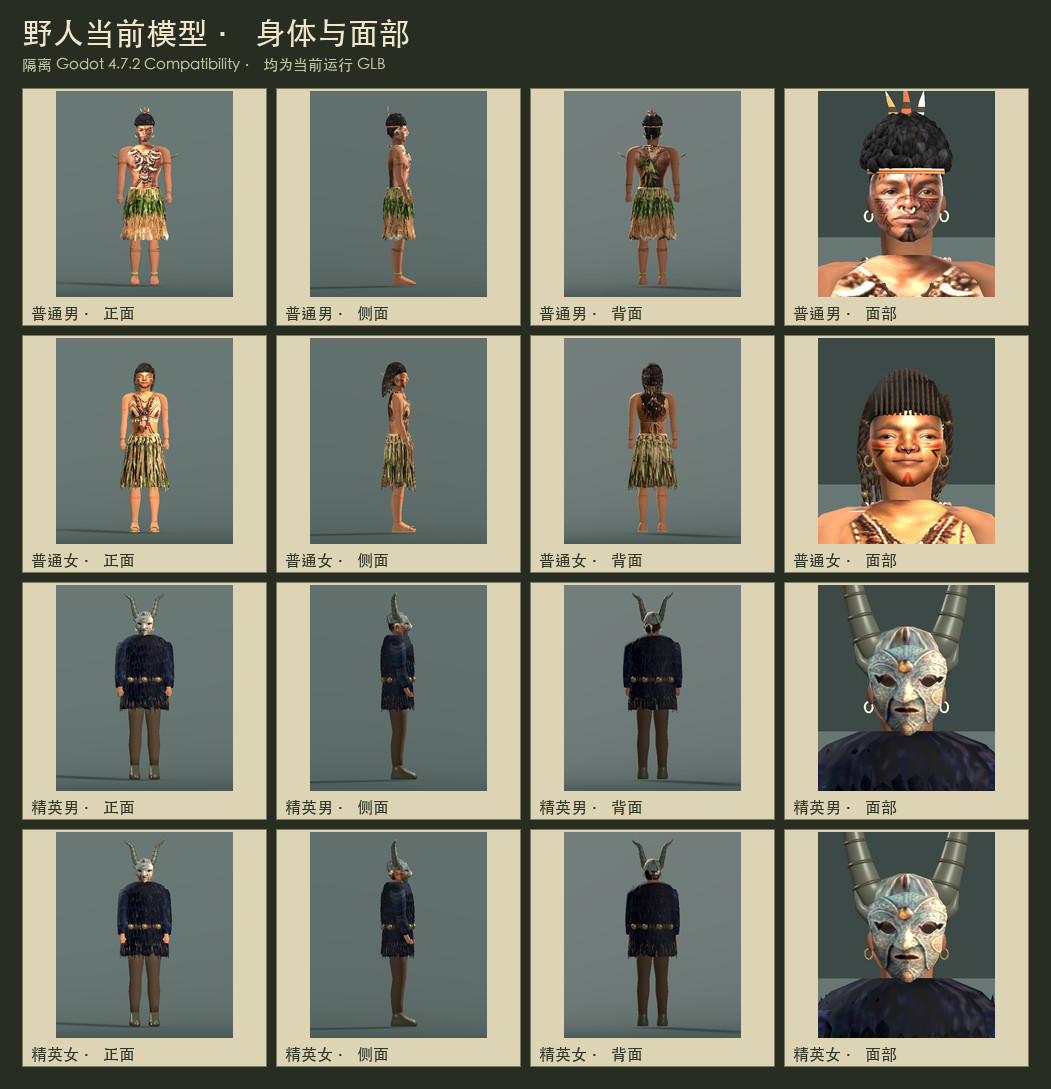 野人当前模型 · 身体与面部
隔离 Godot 4.7.2 Compatibility · 均为当前运行 GLB
普通男 · 正面
普通男 · 侧面
普通男 · 背面
普通男 · 面部
普通女 · 正面
普通女 · 侧面
普通女 · 背面
普通女 · 面部
精英男 · 正面
精英男 · 侧面
精英男 · 背面
精英男 · 面部
精英女 · 正面
精英女 · 侧面
精英女 · 背面
精英女 · 面部